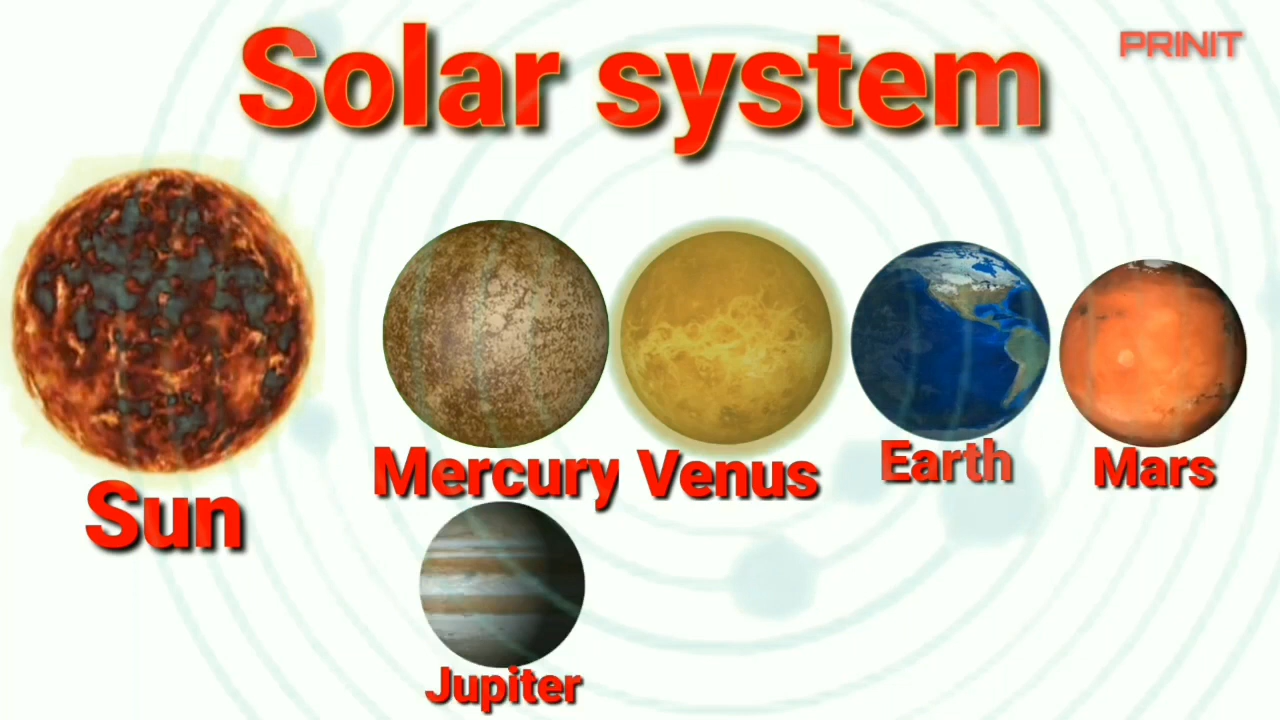 Solar system
PRINIT
Sun
Mercury
Venus
Earth
Mars
Jupiter